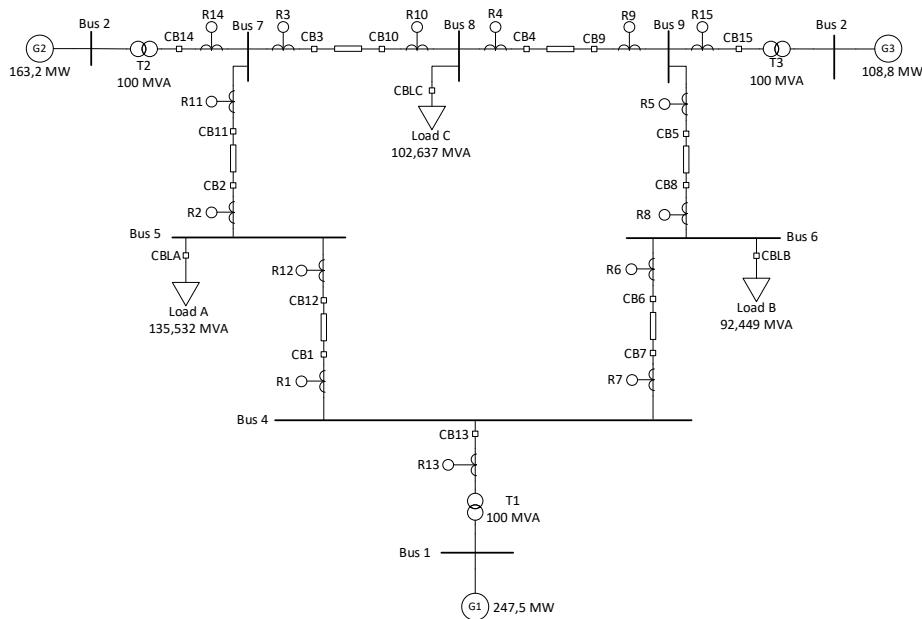 Bus 2
R14
Bus 7
R3
R10
Bus 8
R4
R9
Bus 9
R15
Bus 2
G2
CB14
CB3
CB10
CB4
CB9
CB15
G3
163,2 MW
T2
100 MVA
T3
100 MVA
108,8 MW
R11
CBLC
R5
CB11
Load C
102,637 MVA
CB5
CB2
CB8
R2
R8
Bus 5
Bus 6
CBLA
CBLB
R12
R6
Load A
135,532 MVA
CB12
CB6
Load B
92,449 MVA
CB1
CB7
R1
R7
Bus 4
CB13
R13
T1
100 MVA
Bus 1
G1
247,5 MW